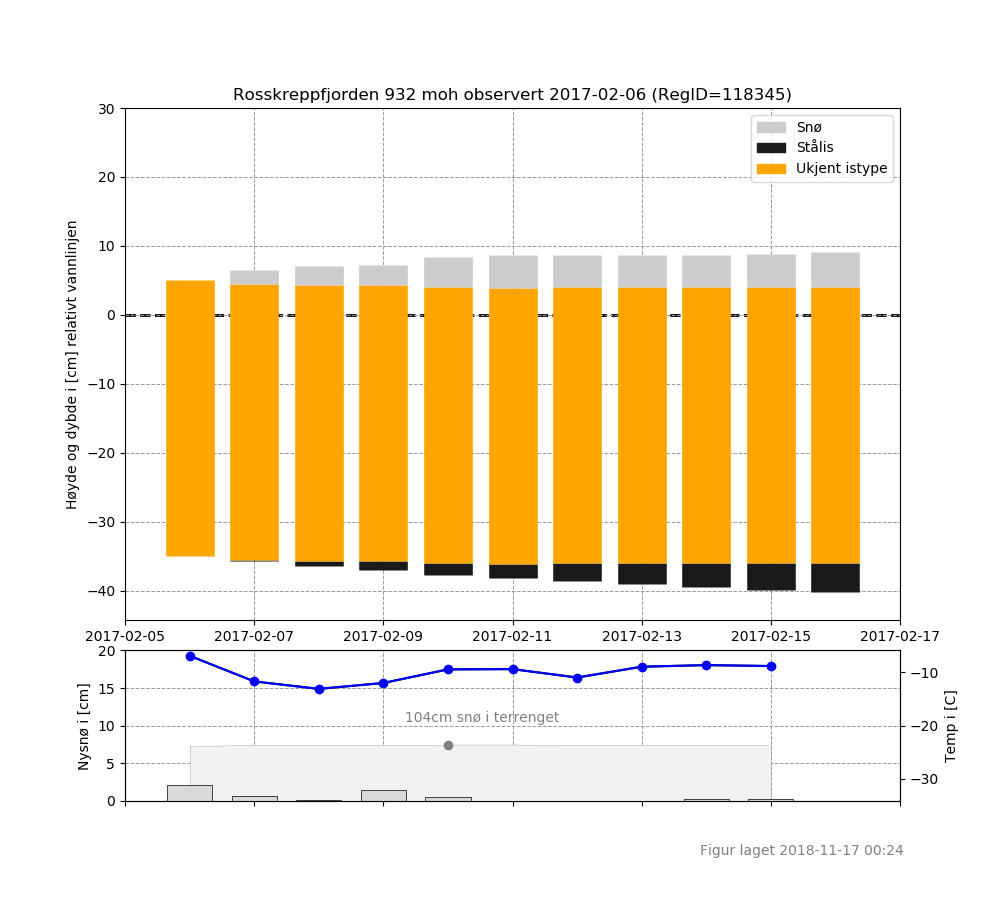 Rosskreppfjorden 932 moh observert 2017-02-06 (RegID=118345)
Høyde og dybde i [cm] relativt vannlinjen
30
20
10
0
−10
−20
−30
−40
Snø
Stålis
Ukjent istype
2017-02-05 2017-02-07 2017-02-09 2017-02-11 2017-02-13 2017-02-15 2017-02-17
Nysnø i [cm]
20
15
10
5
0
104cm snø i terrenget
−10
−20
−30
Temp i [C]
Figur laget 2018-11-17 00:24